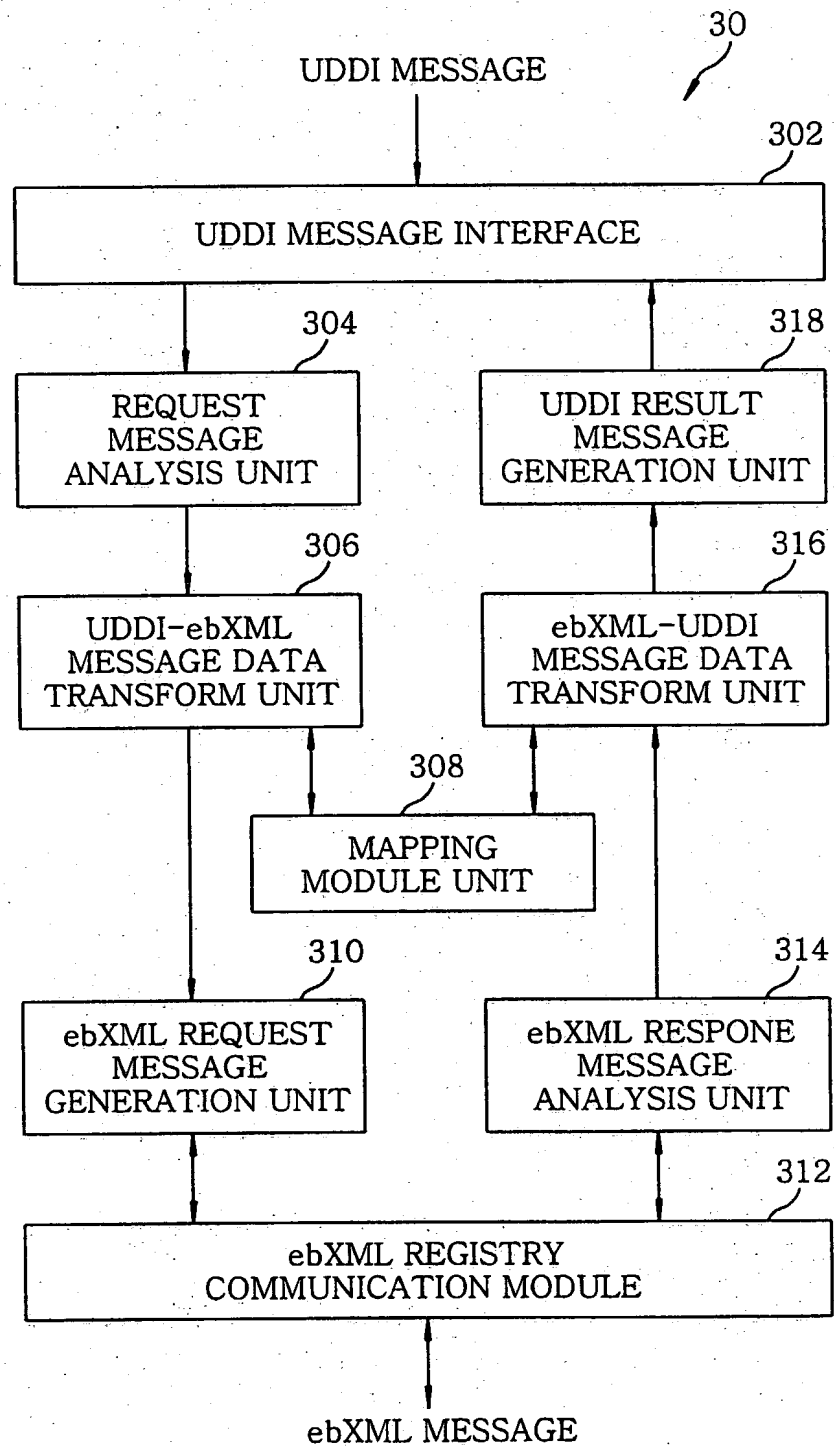 30
UDDI MESSAGE
302
UDDI MESSAGE INTERFACE
304
REQUEST
MESSAGE
ANALYSIS UNIT
318
UDDI RESULT
MESSAGE
GENERATION UNIT
306
UDDI-ebXML
MESSAGE DATA
TRANSFORM UNIT
316
ebXML-UDDI
MESSAGE DATA
TRANSFORM UNIT
308
MAPPING
MODULE UNIT
310
ebXML REQUEST
MESSAGE
GENERATION UNIT
314
ebXML RESPONE
MESSAGE
ANALYSIS UNIT
312
ebXML REGISTRY
COMMUNICATION MODULE
ebXML MESSAGE